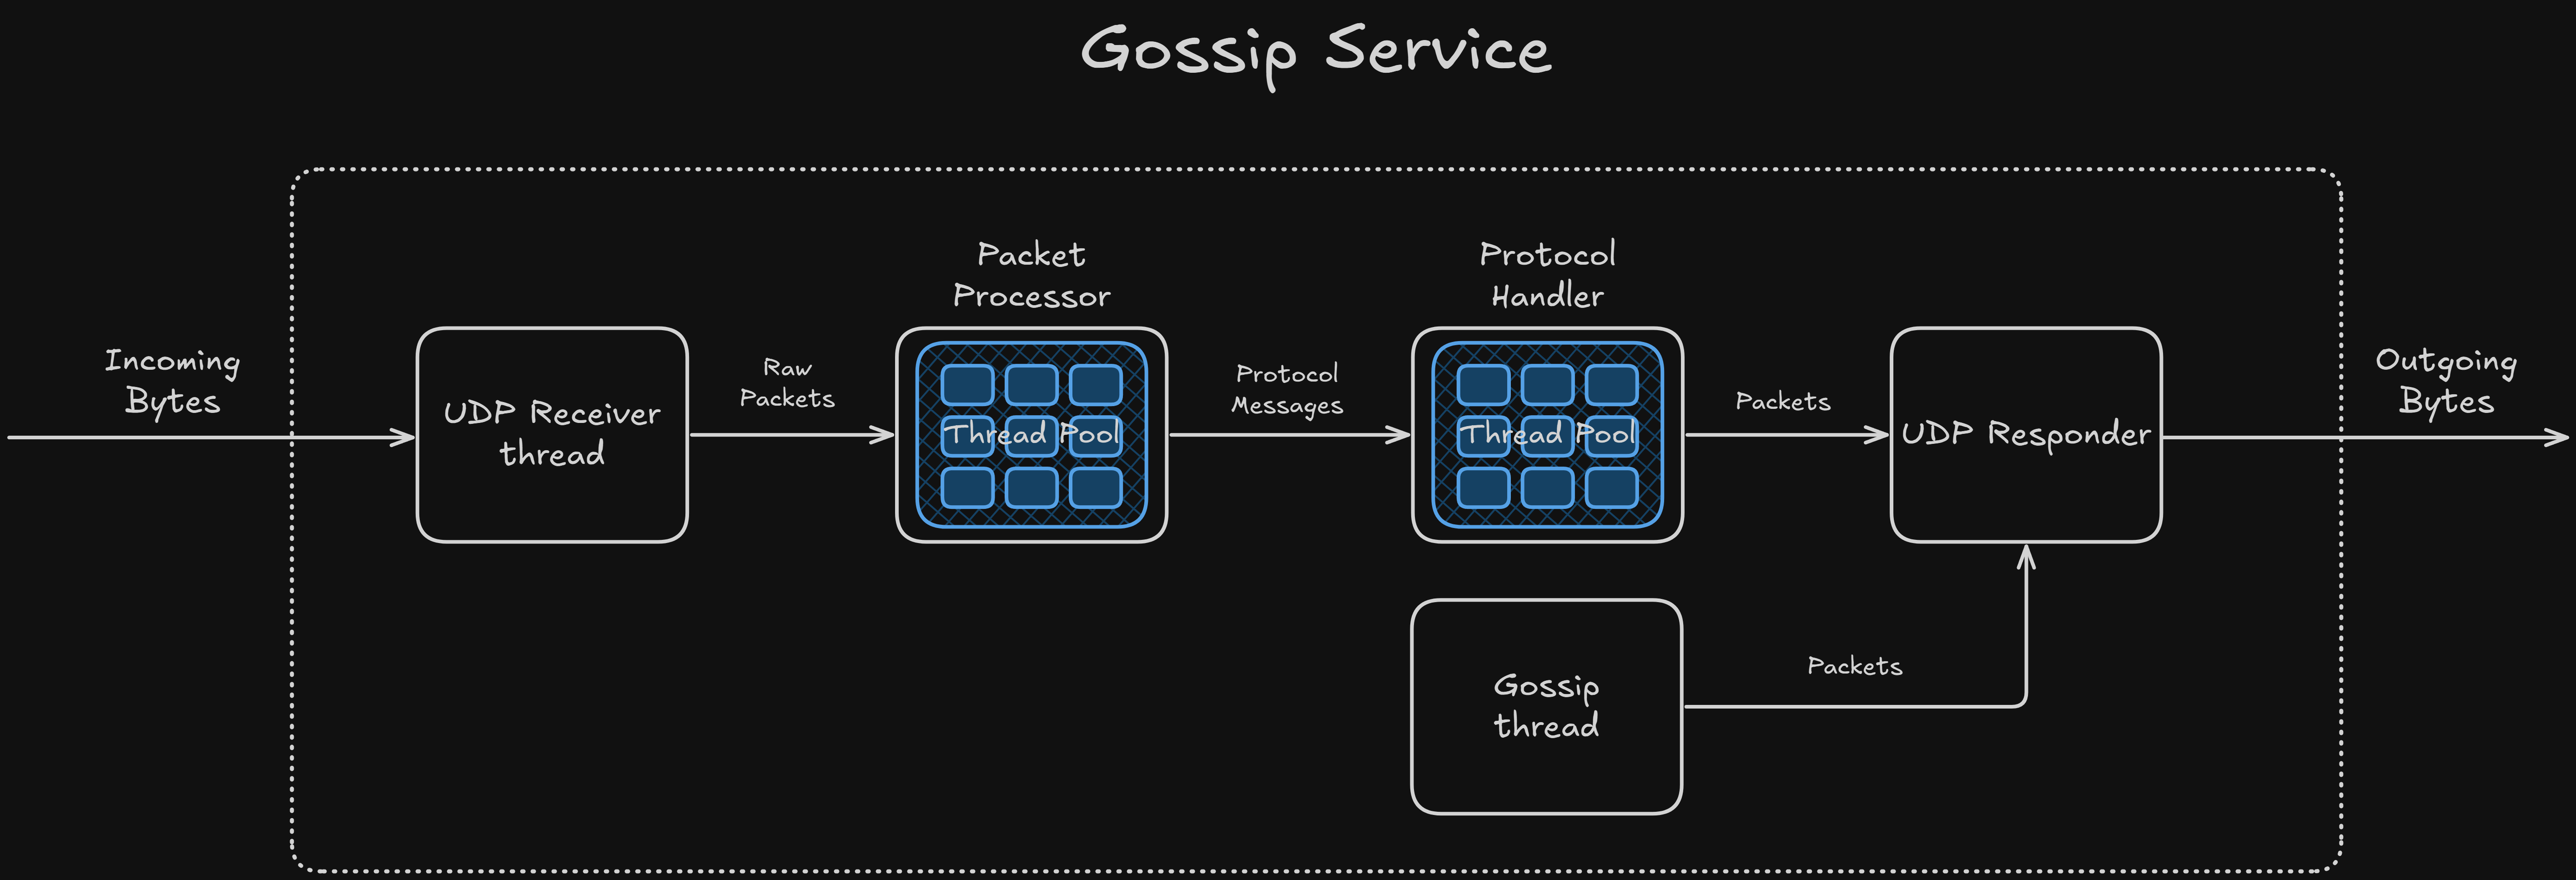 Gossip Service
Packet
Processor
Protocol
Handler
Incoming
Bytes
UDP Receiver
thread
Raw
Packets
Thread Pool
Protocol
Messages
Thread Pool
Packets
UDP Responder
Outgoing
Bytes
Gossip
thread
Packets